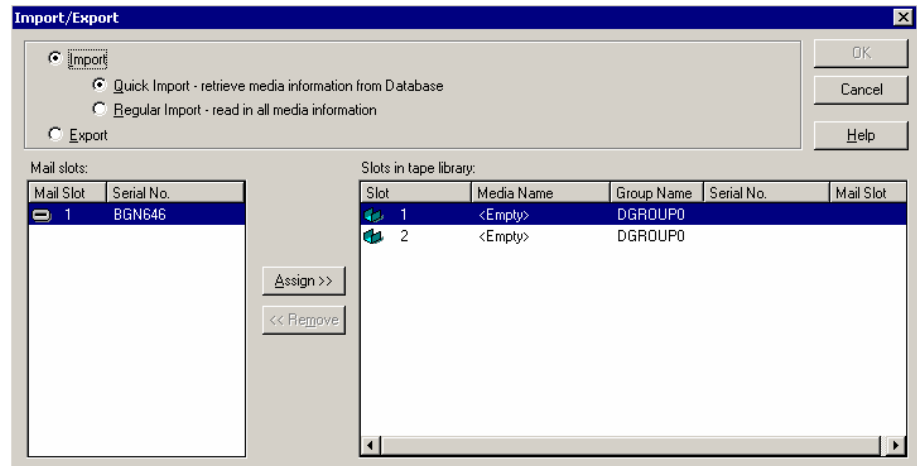 Import/Export
Import
OK
Quick Import - retrieve media information from Database
Cancel
Regular Import - read in all media information
Export
Help
Mail slots:
Slots in tape library:
Mail Slot Serial No.
Slot Media Name Group Name Serial No. Mail Slot
1 BGN646
1 <Empty> DGROUP0
2 <Empty> DGROUP0
Assign >>
<< Remove